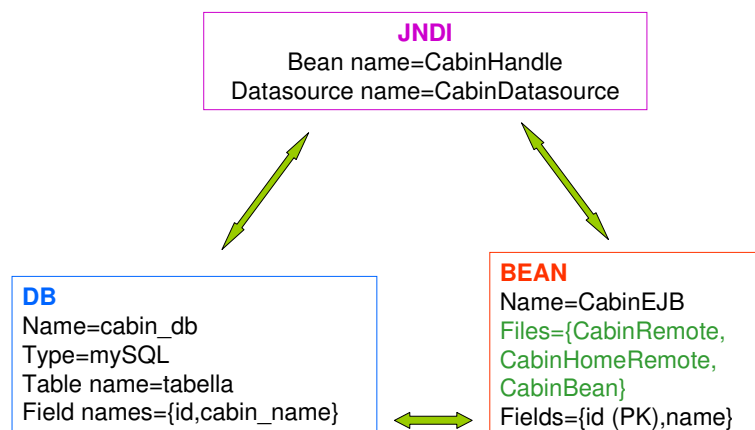 JNDI
Bean name=CabinHandle
Datasource name=CabinDatasource
DB
Name=cabin_db
Type=mySQL
Table name=tabella
Field names={id,cabin_name}
BEAN
Name=CabinEJB
Files={CabinRemote,
CabinHomeRemote,
CabinBean}
Fields={id (PK),name}